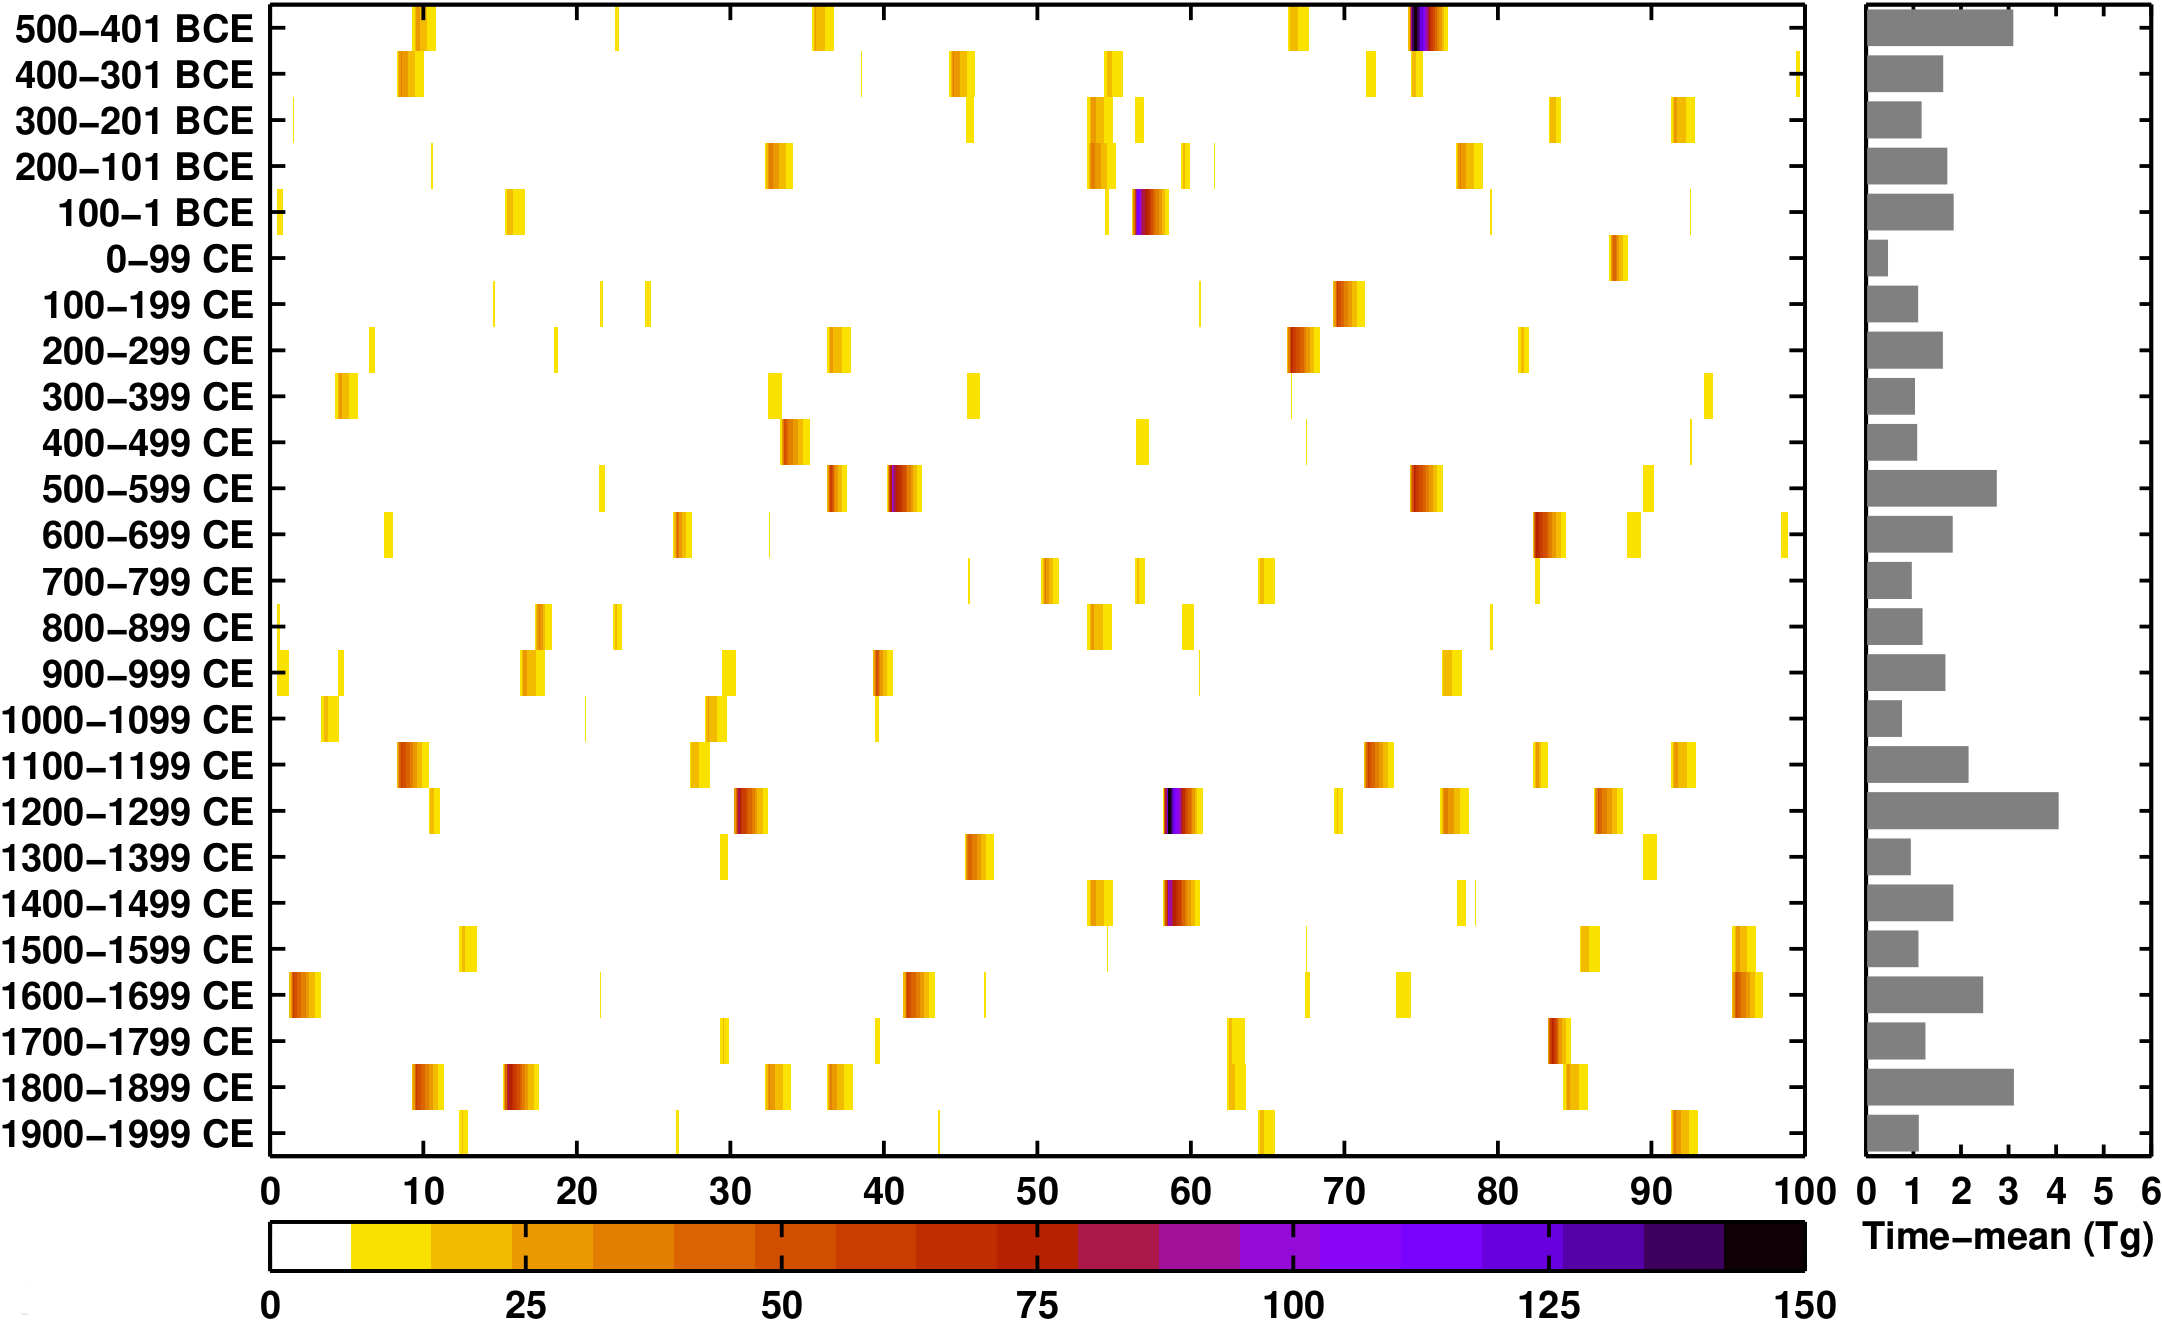 500−401 BCE
400−301 BCE
300−201 BCE
200−101 BCE
100−1 BCE
0−99 CE
100−199 CE
200−299 CE
300−399 CE
400−499 CE
500−599 CE
600−699 CE
700−799 CE
800−899 CE
900−999 CE
1000−1099 CE
1100−1199 CE
1200−1299 CE
1300−1399 CE
1400−1499 CE
1500−1599 CE
1600−1699 CE
1700−1799 CE
1800−1899 CE
1900−1999 CE
0 10 20 30 40 50 60 70 80 90 100
0 1 2 3 4 5 6
Time−mean (Tg)
0 25 50 75 100 125 150